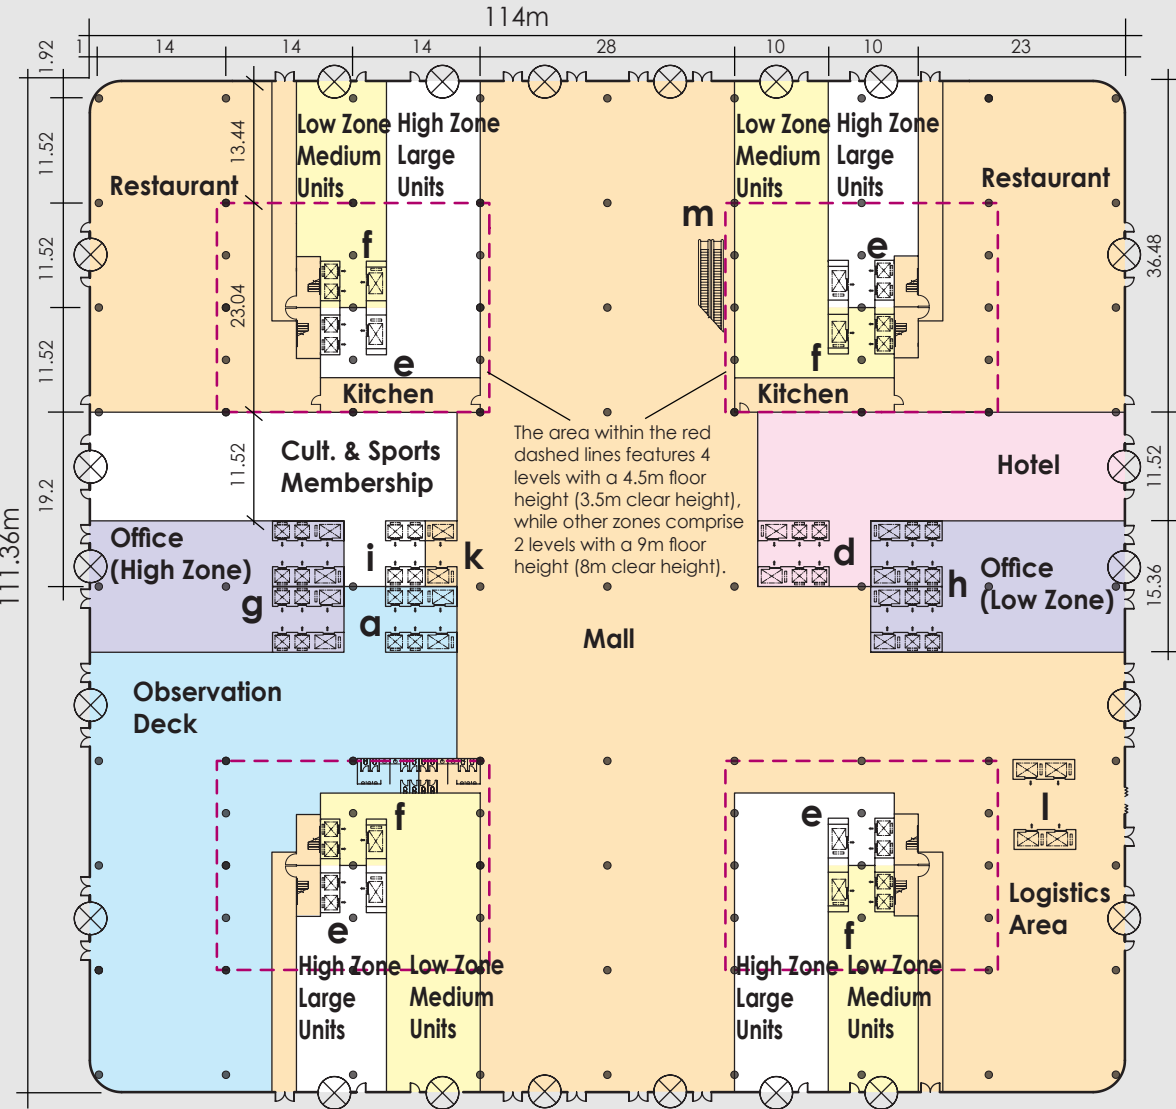 114m
1
14
14
14
28
10
10
23
1.92
11.52
11.52
11.52
19.2
111.36m
13.44
23.04
11.52
36.48
11.52
15.36
Low Zone
Medium
Units
High Zone
Large
Units
Low Zone
Medium
Units
High Zone
Large
Units
Restaurant
Restaurant
m
f
e
e
f
Kitchen
Kitchen
The area within the red
dashed lines features 4
levels with a 4.5m floor
height (3.5m clear height),
while other zones comprise
2 levels with a 9m floor
height (8m clear height).
Cult. & Sports
Membership
Hotel
Office
(High Zone)
i
k
d
h
Office
(Low Zone)
g
a
Mall
Observation
Deck
f
e
l
Logistics
Area
e
f
High Zone
Large
Units
Low Zone
Medium
Units
High Zone
Large
Units
Low Zone
Medium
Units